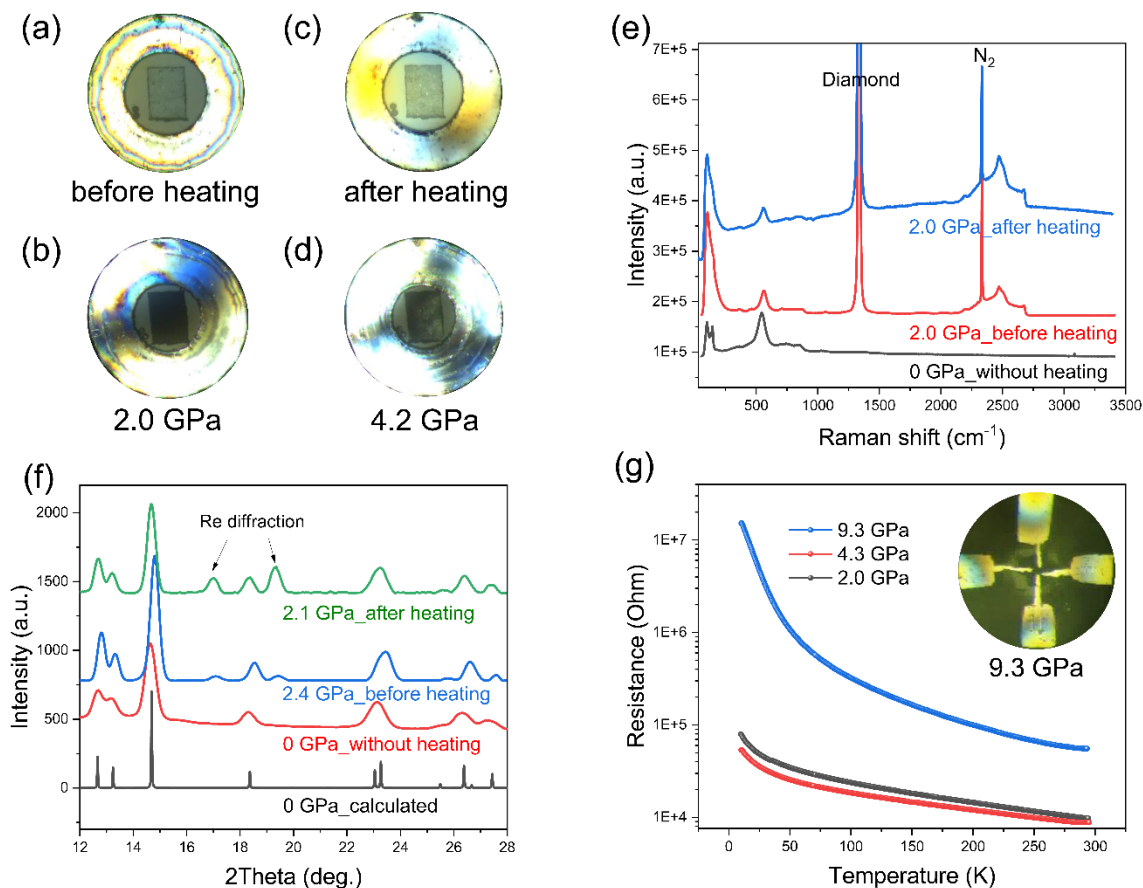 (a)
before heating
(c)
after heating
(b)
2.0 GPa
(d)
4.2 GPa
(e)
7E+5
6E+5
5E+5
4E+5
3E+5
2E+5
1E+5
Intensity (a.u.)
Diamond
N₂
2.0 GPa_after heating
2.0 GPa_before heating
0 GPa_without heating
500 1000 1500 2000 2500 3000 3500
Raman shift (cm⁻¹)
(f)
2000
1500
1000
500
0
Intensity (a.u.)
Re diffraction
2.1 GPa_after heating
2.4 GPa_before heating
0 GPa_without heating
0 GPa_calculated
12 14 16 18 20 22 24 26 28
2Theta (deg.)
(g)
1E+7
1E+6
1E+5
1E+4
Resistance (Ohm)
9.3 GPa
4.3 GPa
2.0 GPa
9.3 GPa
0 50 100 150 200 250 300
Temperature (K)